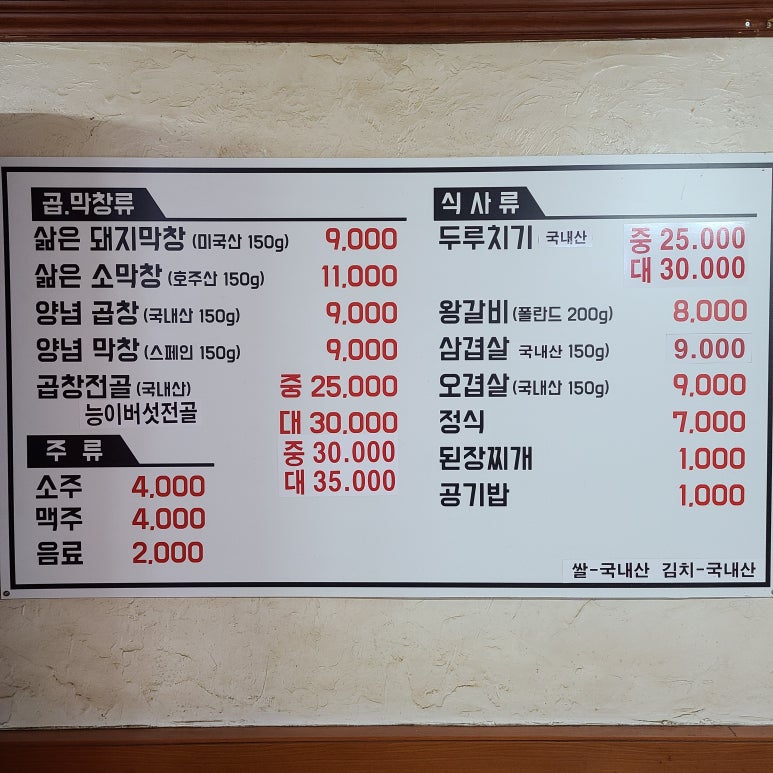 곱.막창류
삶은 돼지막창 (미국산 150g) 9,000
삶은 소막창 (호주산 150g) 11,000
양념 곱창 (국내산 150g) 9,000
양념 막창 (스페인 150g) 9,000
곱창전골 (국내산) 중 25,000
대 30,000
능이버섯전골 중 30.000
대 35.000
주 류
소주 4,000
맥주 4,000
음료 2,000
식 사 류
두루치기 국내산 중 25.000
대 30.000
왕갈비 (폴란드 200g) 8,000
삼겹살 국내산 150g) 9.000
오겹살 (국내산 150g) 9,000
정식 7,000
된장찌개 1,000
공기밥 1,000
쌀-국내산 김치-국내산